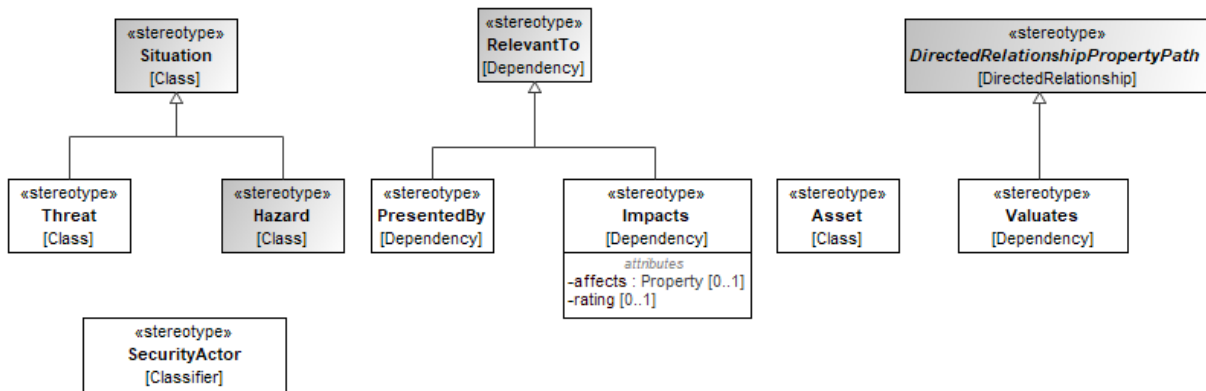 «stereotype»
Situation
[Class]
«stereotype»
RelevantTo
[Dependency]
«stereotype»
DirectedRelationshipPropertyPath
[DirectedRelationship]
«stereotype»
Threat
[Class]
«stereotype»
Hazard
[Class]
«stereotype»
PresentedBy
[Dependency]
«stereotype»
Impacts
[Dependency]
attributes
-affects : Property [0..1]
-rating [0..1]
«stereotype»
Asset
[Class]
«stereotype»
Valuates
[Dependency]
«stereotype»
SecurityActor
[Classifier]